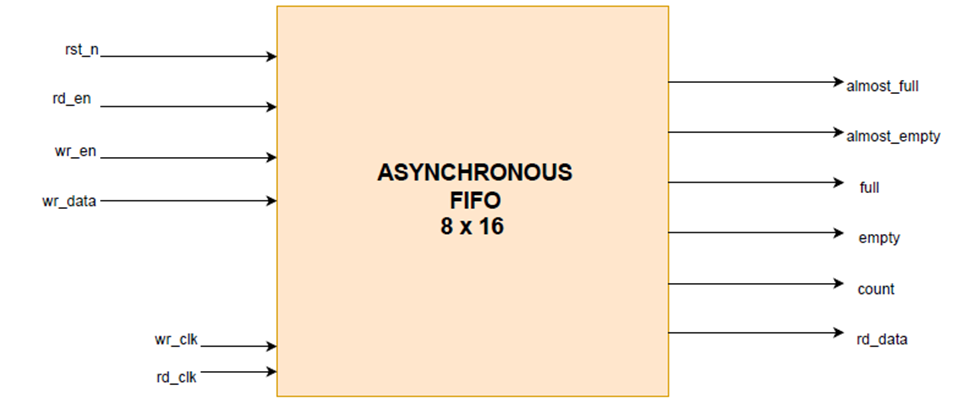 rst_n
rd_en
wr_en
wr_data
wr_clk
rd_clk
ASYNCHRONOUS
FIFO
8 x 16
almost_full
almost_empty
full
empty
count
rd_data